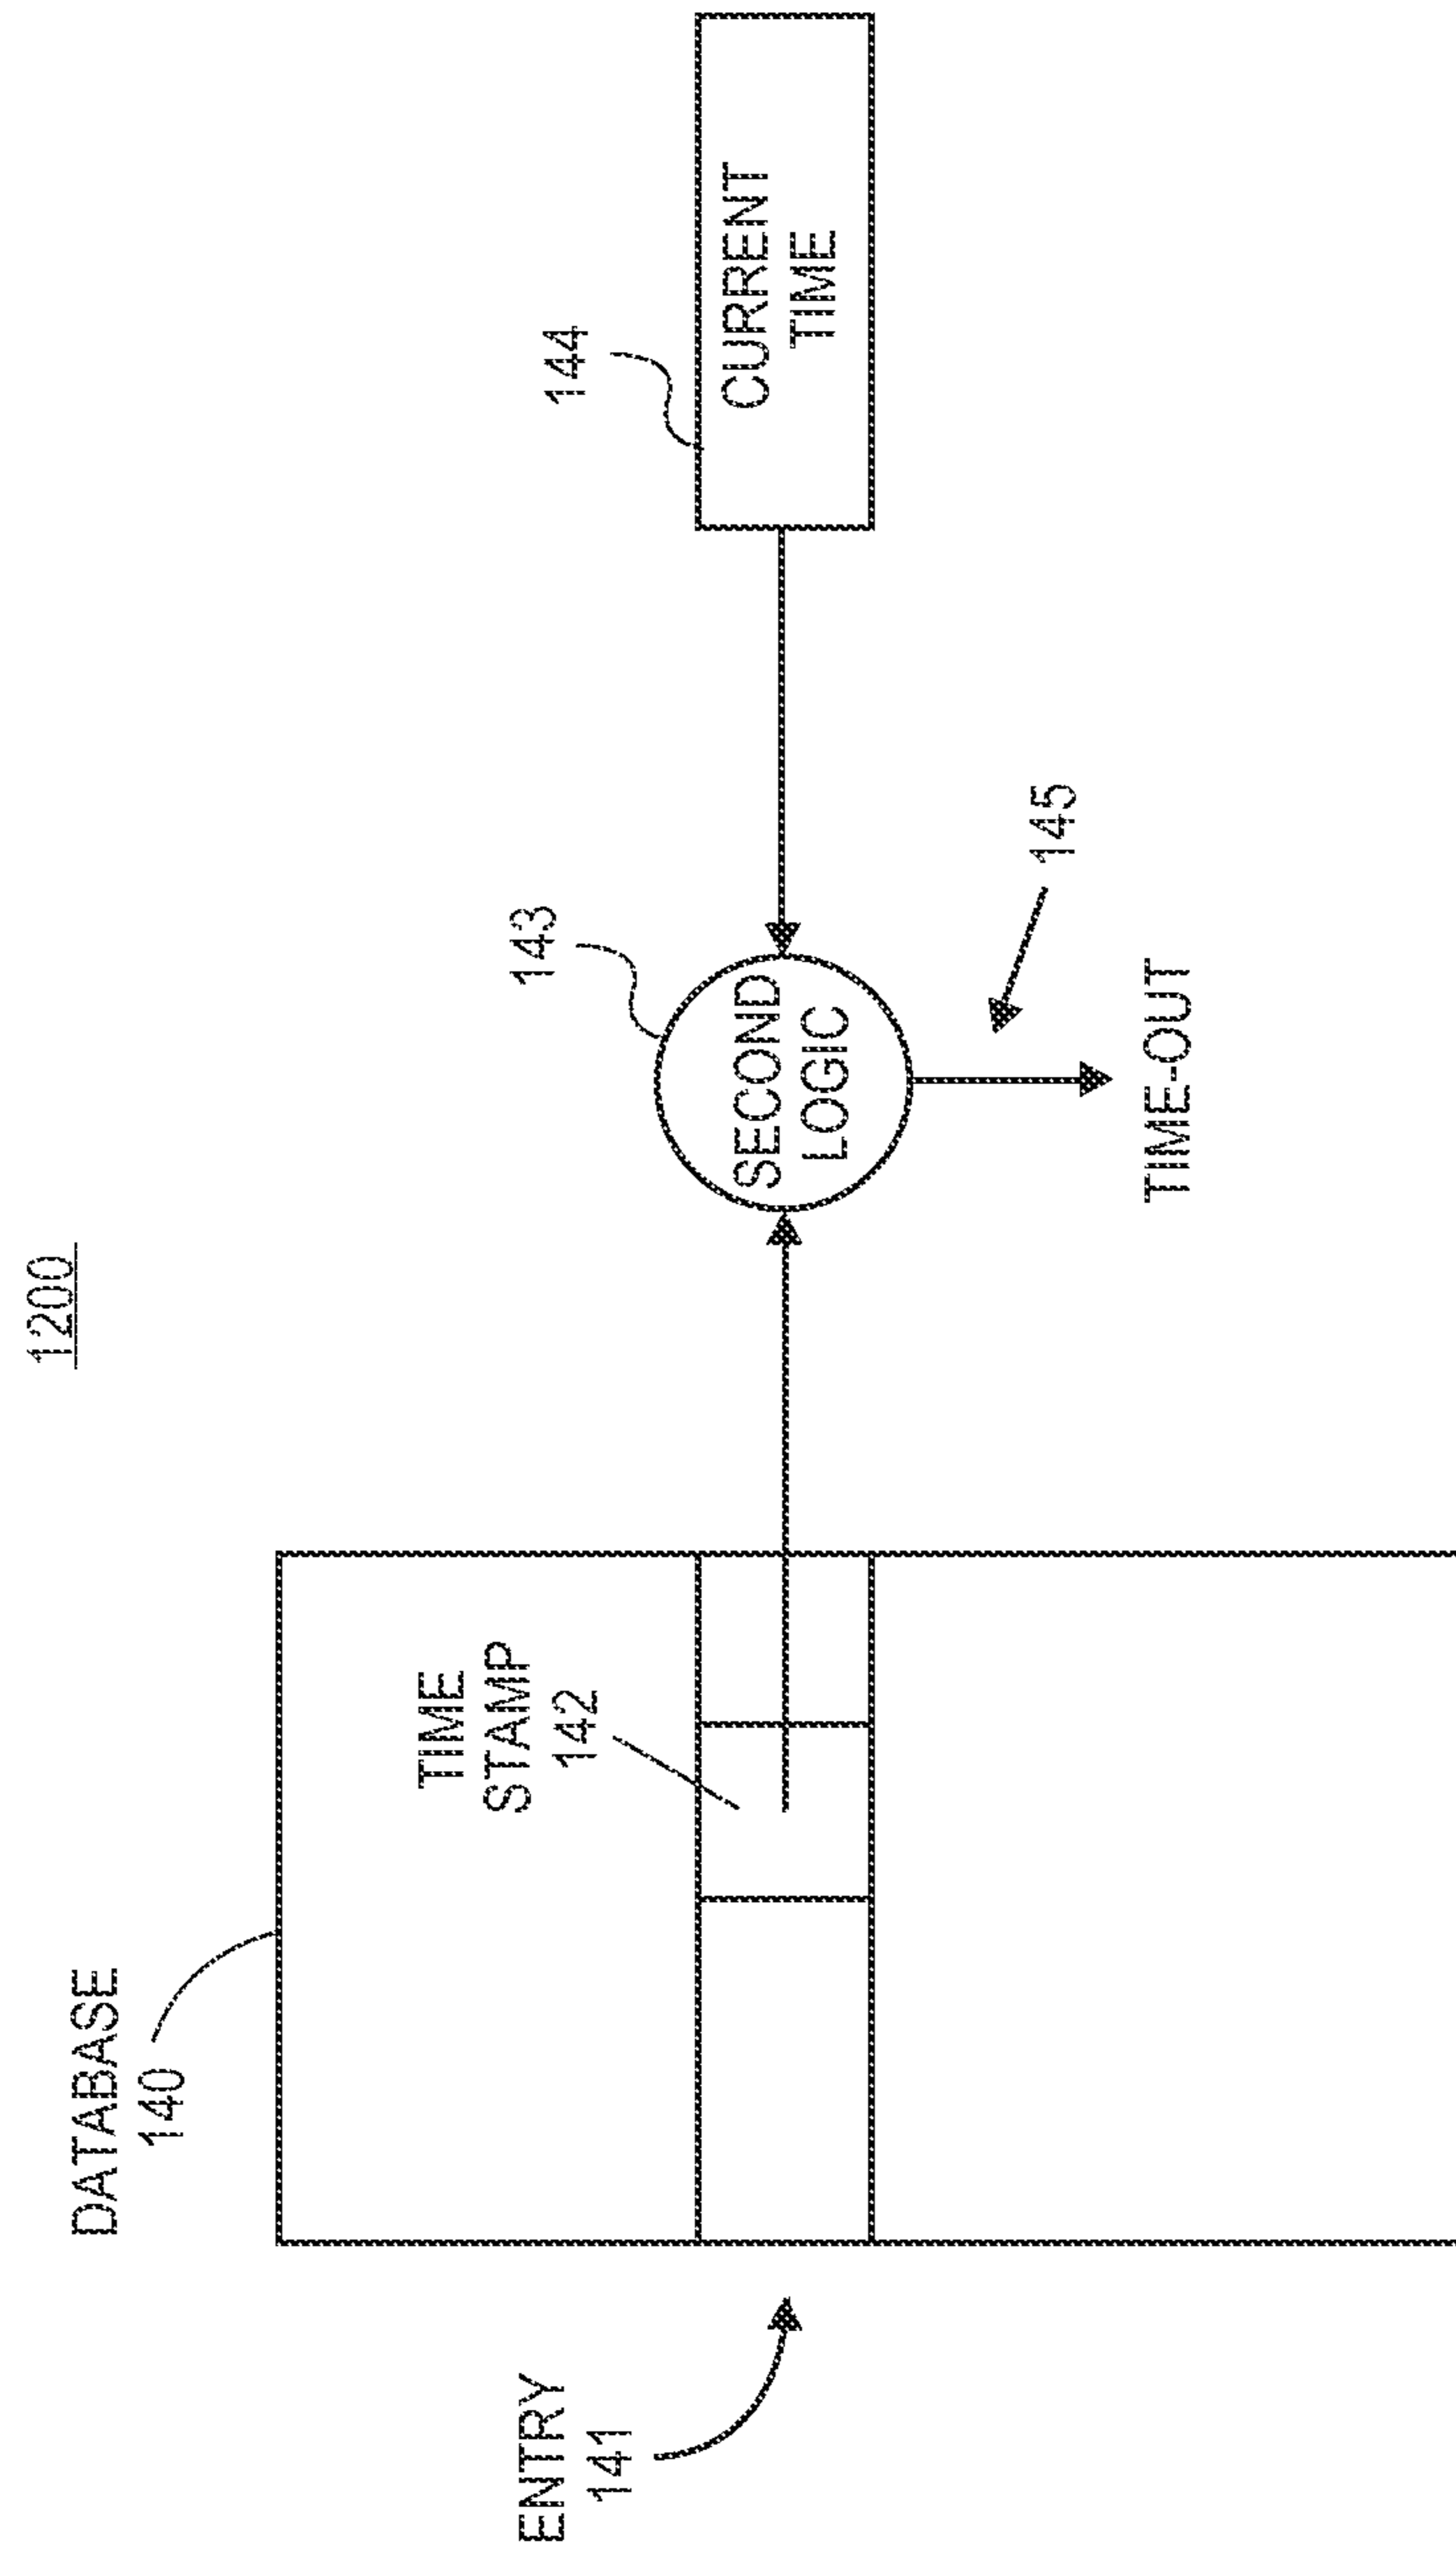 1200
DATABASE
140
ENTRY
141
TIME
STAMP
142
143
SECOND
LOGIC
144
CURRENT
TIME
145
TIME-OUT